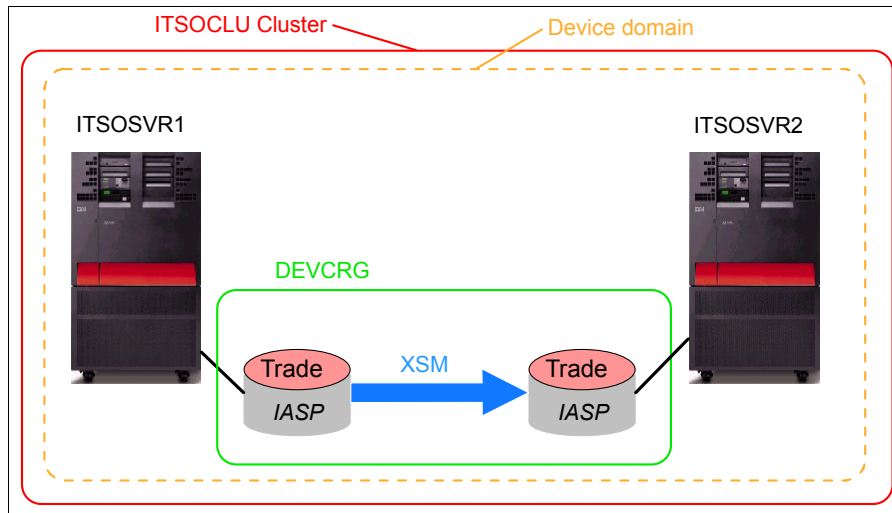 ITSOCLU Cluster
Device domain
ITSOSVR1
ITSOSVR2
DEVCRG
Trade
XSM
Trade
IASP
IASP